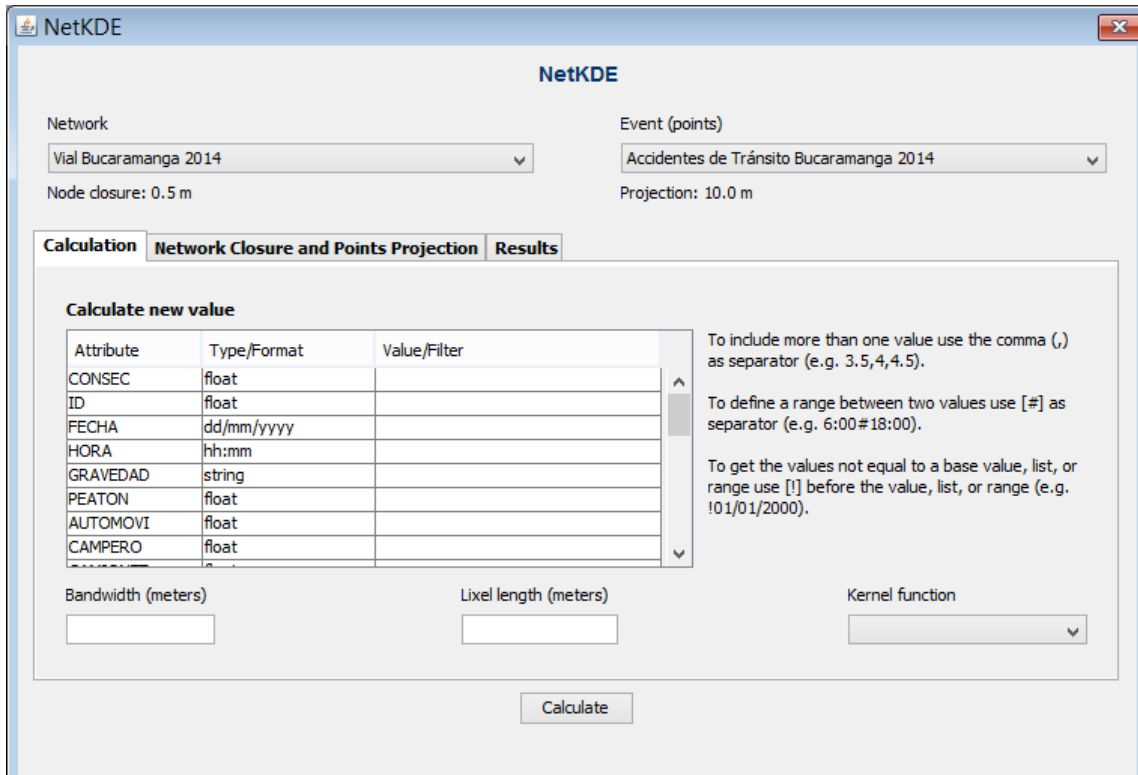 NetKDE
NetKDE
Network
Event (points)
Vial Bucaramanga 2014
Accidentes de Tránsito Bucaramanga 2014
Node closure: 0.5 m
Projection: 10.0 m
Calculation
Network Closure and Points Projection
Results
Calculate new value
Attribute Type/Format Value/Filter
CONSEC float
ID float
FECHA dd/mm/yyyy
HORA hh:mm
GRAVEDAD string
PEATON float
AUTOMOVI float
CAMPERO float
To include more than one value use the comma (,)
as separator (e.g. 3.5,4,4.5).
To define a range between two values use [#] as
separator (e.g. 6:00#18:00).
To get the values not equal to a base value, list, or
range use [!] before the value, list, or range (e.g.
!01/01/2000).
Bandwidth (meters)
Lixel length (meters)
Kernel function
Calculate